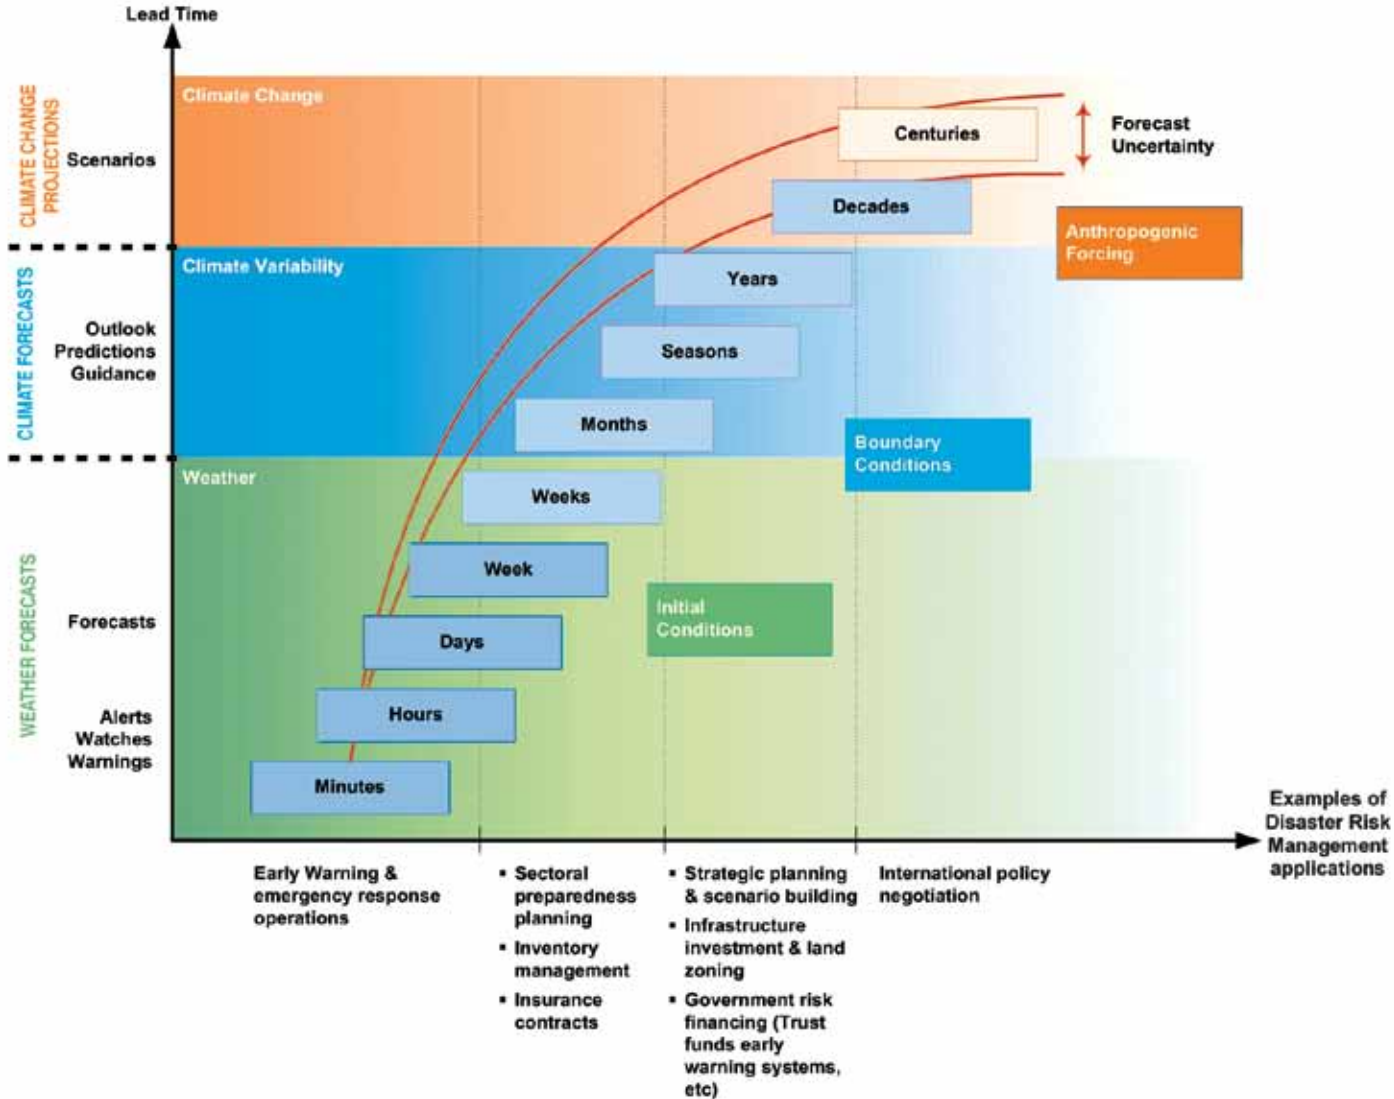 Lead Time
CLIMATE CHANGE
PROJECTIONS
Climate Change
Scenarios
Centuries
Forecast
Uncertainty
Decades
Anthropogenic
Forcing
CLIMATE FORECASTS
Climate Variability
Outlook
Predictions
Guidance
Years
Seasons
Months
Boundary
Conditions
WEATHER FORECASTS
Weather
Weeks
Week
Initial
Conditions
Forecasts
Days
Alerts
Watches
Warnings
Hours
Minutes
Examples of
Disaster Risk
Management
applications
Early Warning &
emergency response
operations
▪ Sectoral
preparedness
planning
▪ Inventory
management
▪ Insurance
contracts
▪ Strategic planning
& scenario building
▪ Infrastructure
investment & land
zoning
▪ Government risk
financing (Trust
funds early
warning systems,
etc)
International policy
negotiation